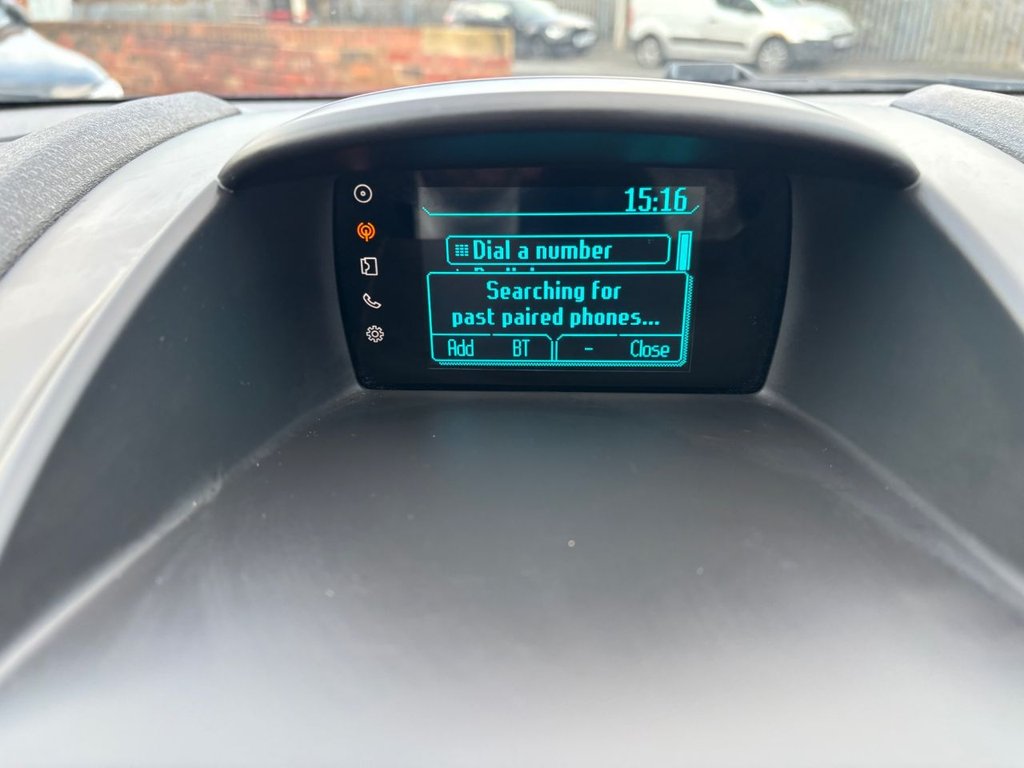 15:16
Dial a number
Searching for
past paired phones...
Add BT - Close